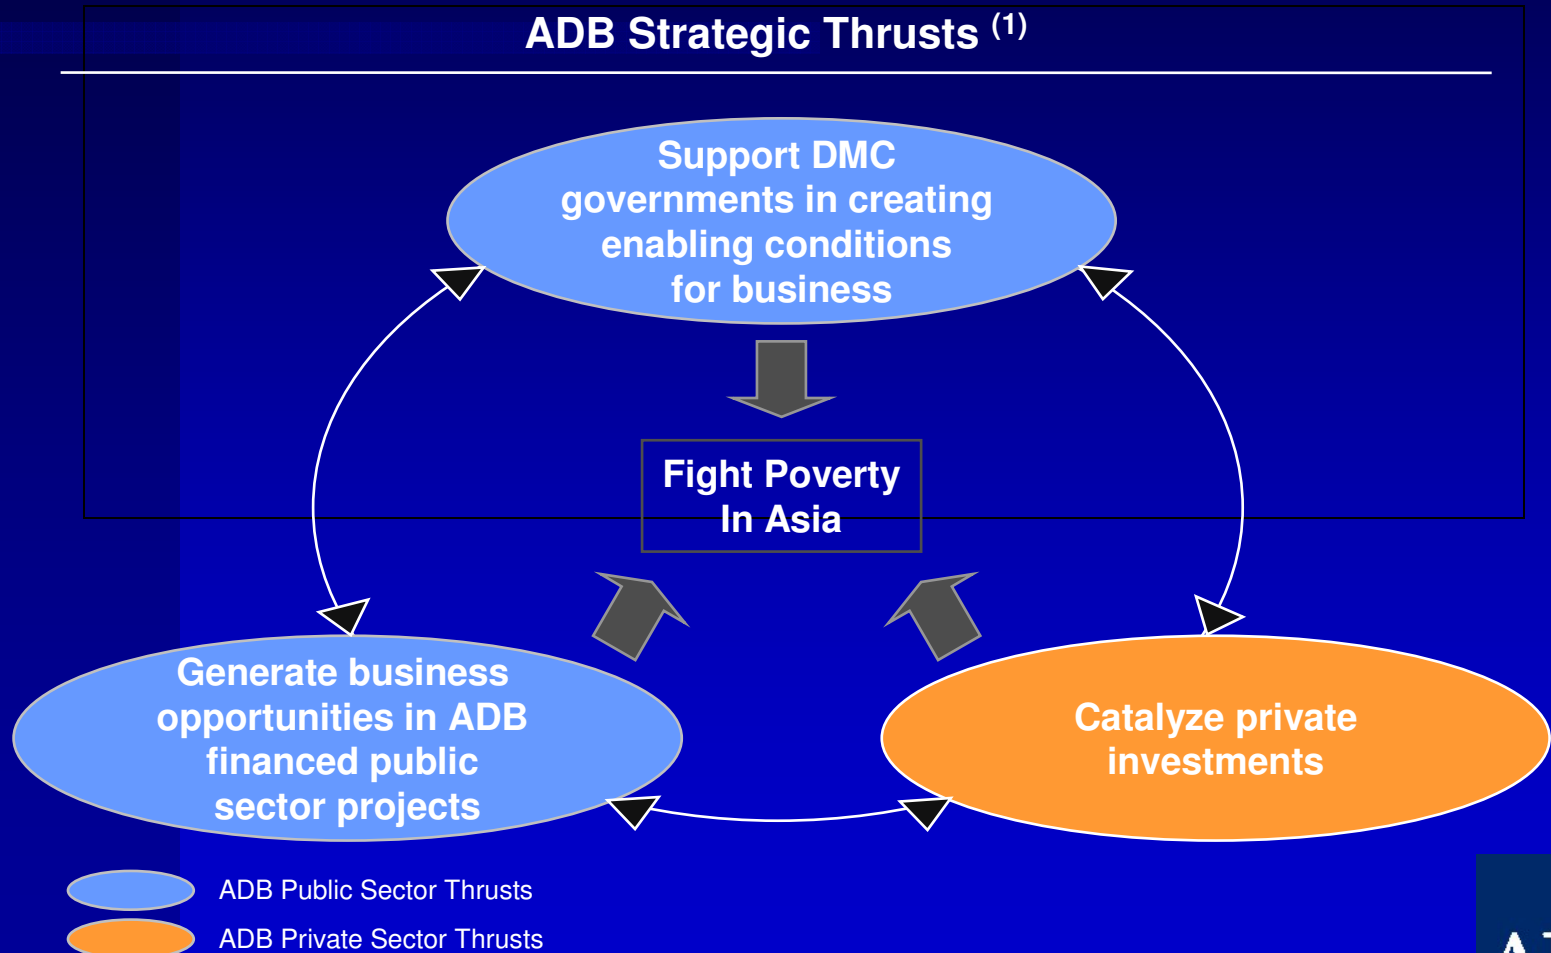 ADB Strategic Thrusts (1)
Support DMC
governments in creating
enabling conditions
for business
Fight Poverty
In Asia
Generate business
opportunities in ADB
financed public
sector projects
Catalyze private
investments
ADB Public Sector Thrusts
ADB Private Sector Thrusts